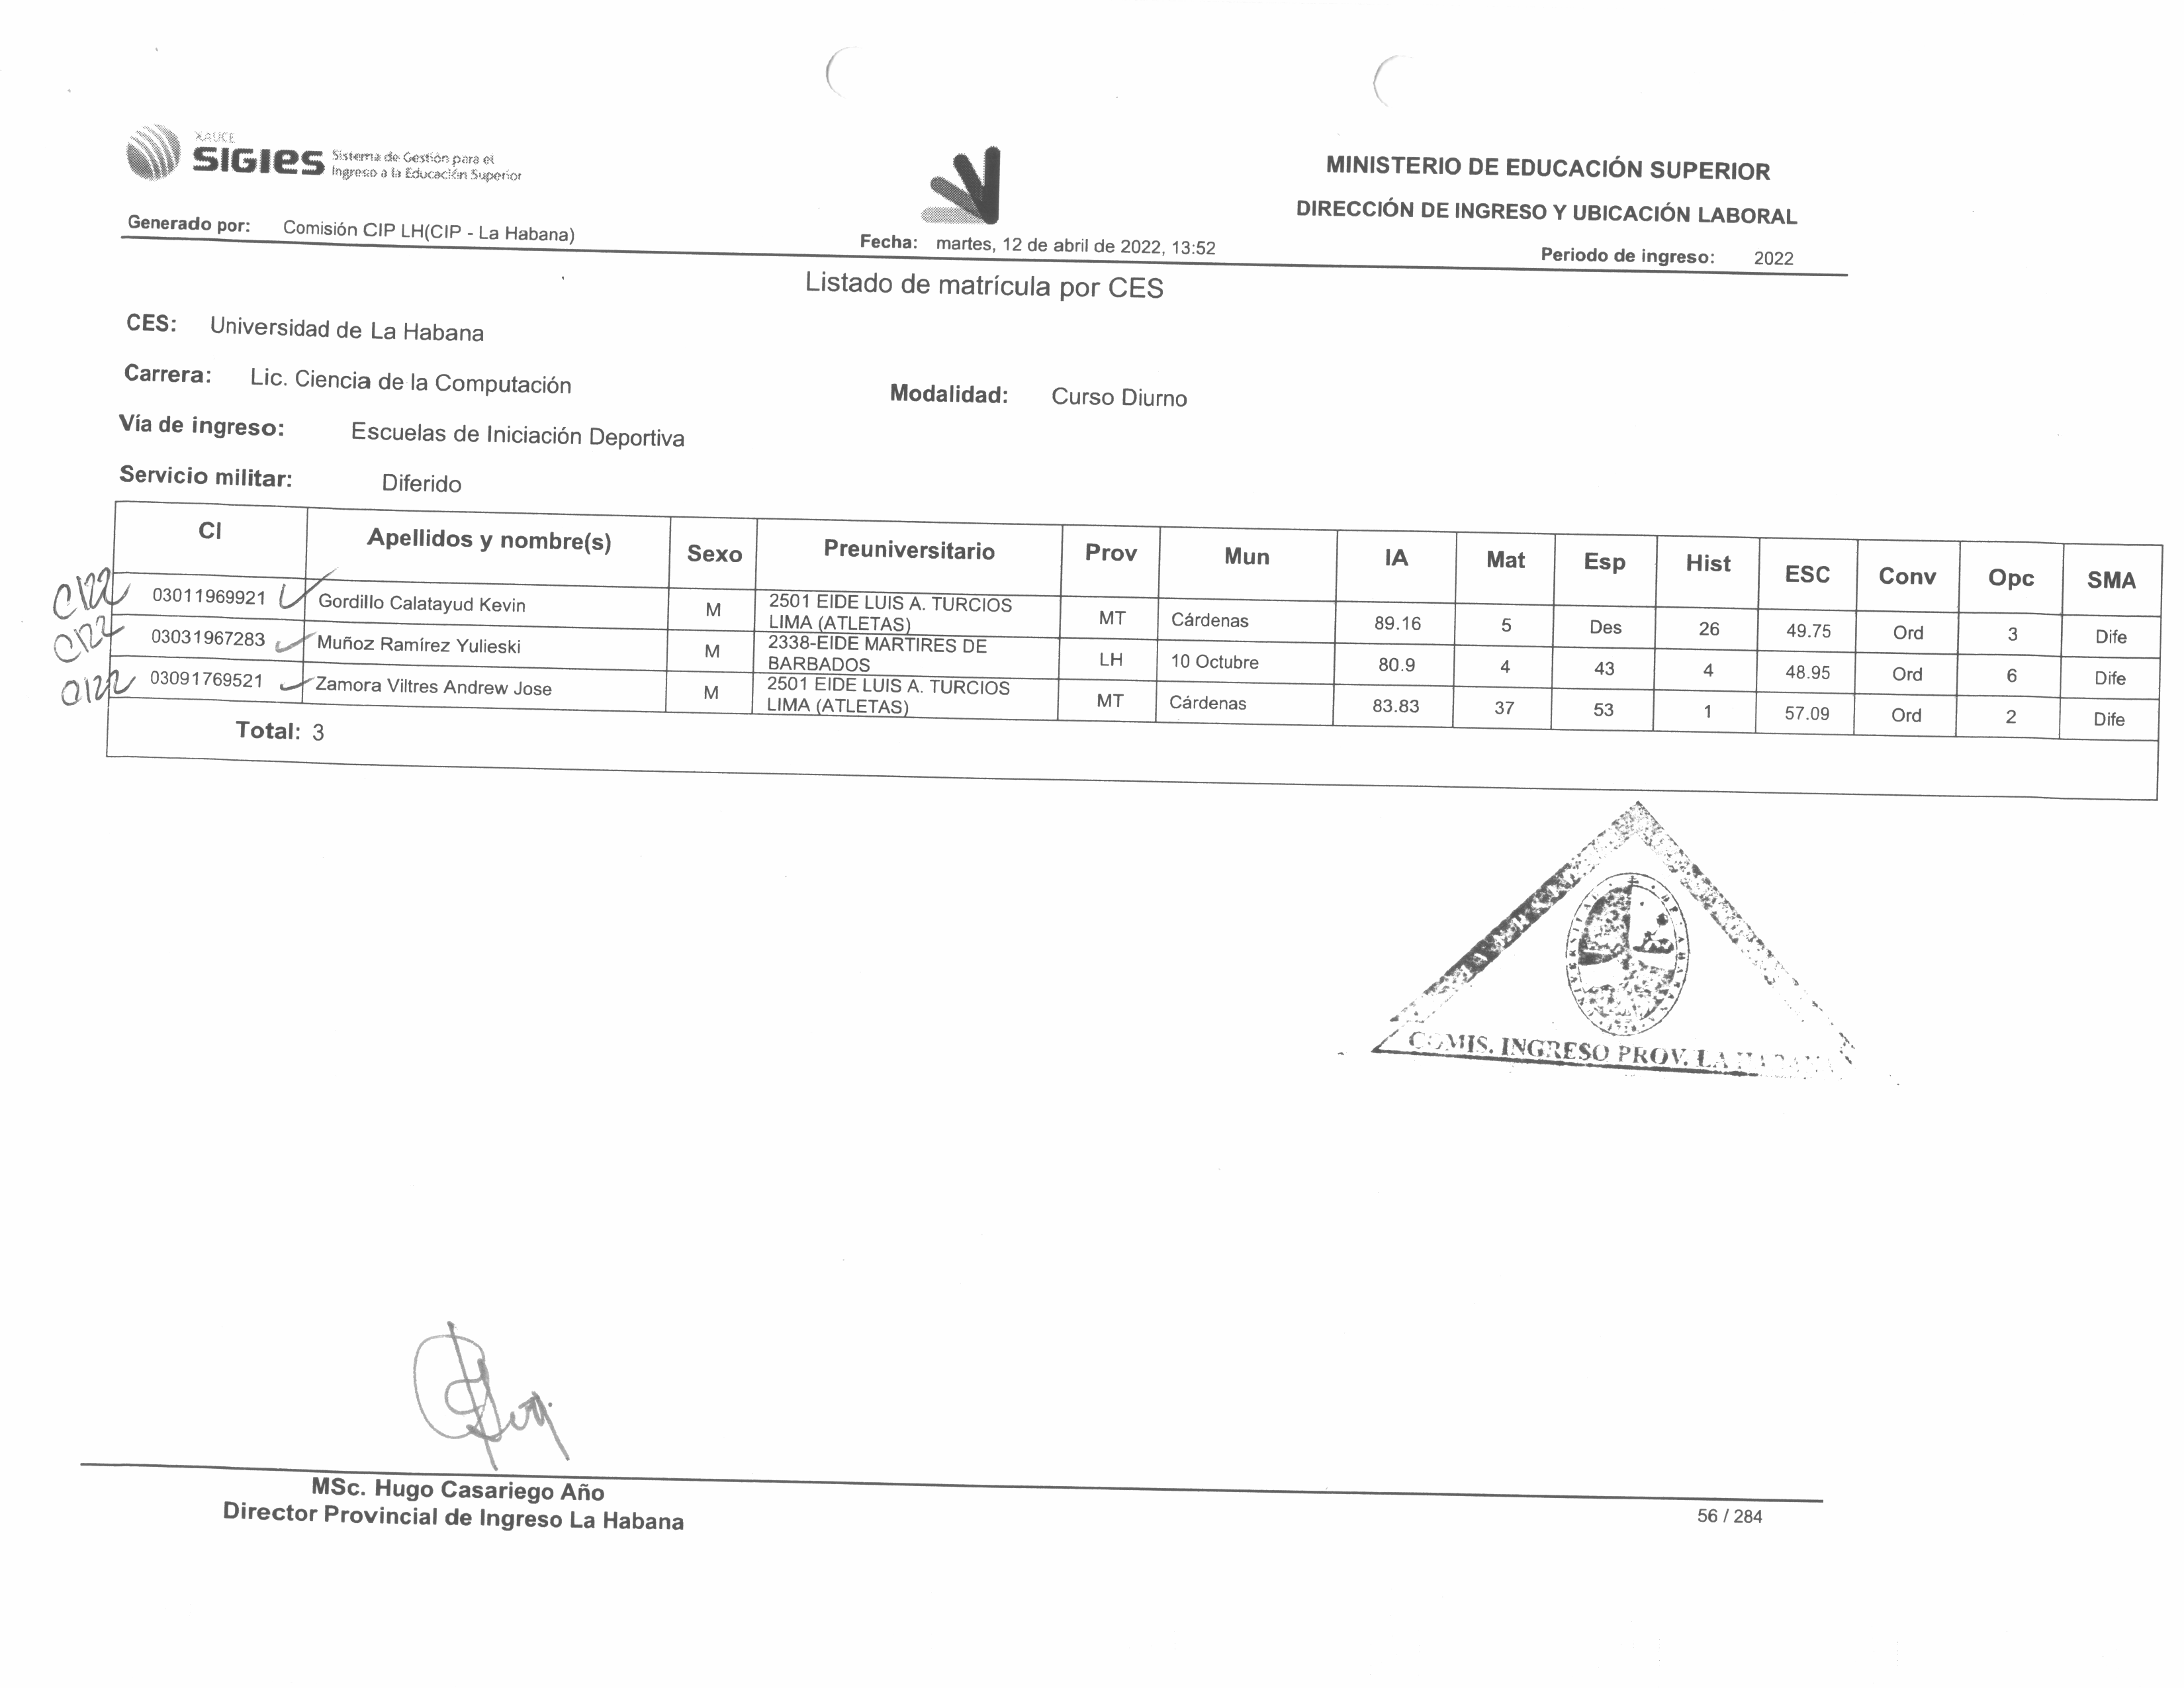 XAUCE
SIGIES Sistema de Gestión para el
Ingreso a la Educación Superior
MINISTERIO DE EDUCACIÓN SUPERIOR
DIRECCIÓN DE INGRESO Y UBICACIÓN LABORAL
Generado por: Comisión CIP LH(CIP - La Habana)
Fecha: martes, 12 de abril de 2022, 13:52
Periodo de ingreso: 2022
Listado de matrícula por CES
CES: Universidad de La Habana
Carrera: Lic. Ciencia de la Computación
Modalidad: Curso Diurno
Vía de ingreso: Escuelas de Iniciación Deportiva
Servicio militar: Diferido
CI Apellidos y nombre(s) Sexo Preuniversitario Prov Mun IA Mat Esp Hist ESC Conv Opc SMA
C122 03011969921 Gordillo Calatayud Kevin M 2501 EIDE LUIS A. TURCIOS LIMA (ATLETAS) MT Cárdenas 89.16 5 Des 26 49.75 Ord 3 Dife
C122 03031967283 Muñoz Ramírez Yulieski M 2338-EIDE MARTIRES DE BARBADOS LH 10 Octubre 80.9 4 43 4 48.95 Ord 6 Dife
C122 03091769521 Zamora Viltres Andrew Jose M 2501 EIDE LUIS A. TURCIOS LIMA (ATLETAS) MT Cárdenas 83.83 37 53 1 57.09 Ord 2 Dife
Total: 3
COMIS. INGRESO PROV. LA HABANA
MSc. Hugo Casariego Año
Director Provincial de Ingreso La Habana
56 / 284